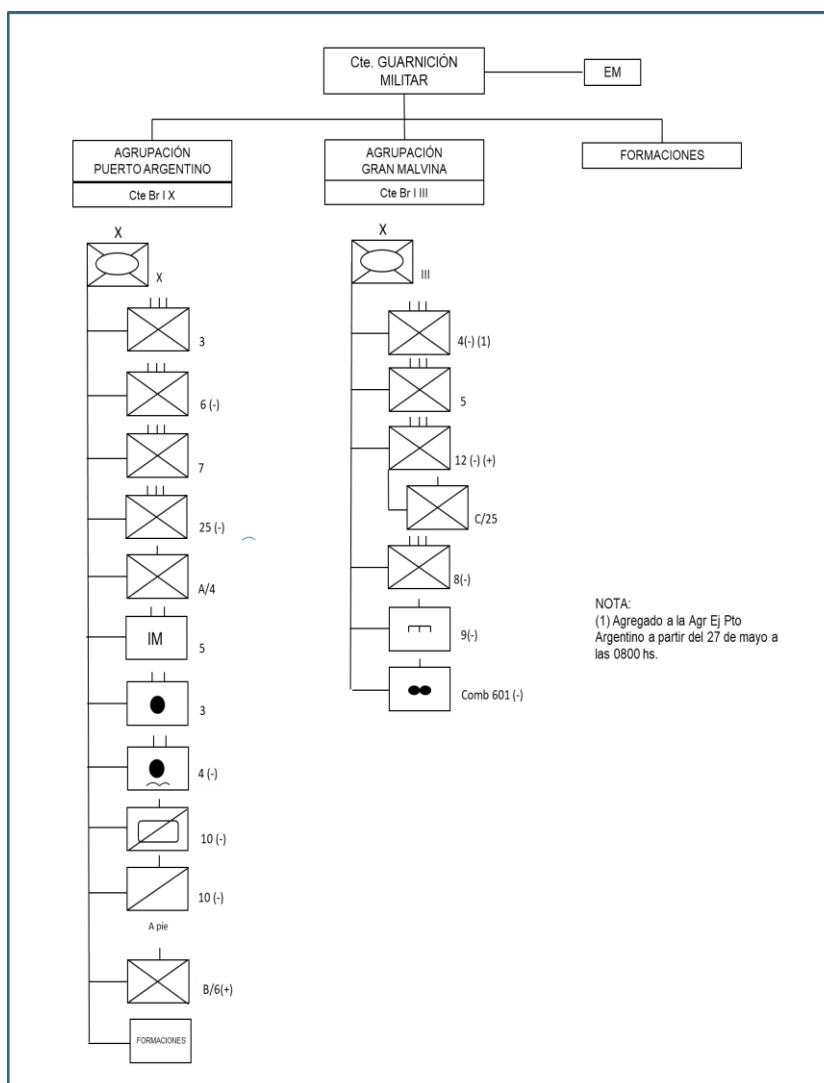 Cte. GUARNICIÓN
MILITAR
EM
AGRUPACIÓN
PUERTO ARGENTINO
Cte Br I X
AGRUPACIÓN
GRAN MALVINA
Cte Br I III
FORMACIONES
X
X
3
6 (-)
7
25 (-)
A/4
IM
5
3
4 (-)
10 (-)
10 (-)
A pie
B/6(+)
FORMACIONES
X
III
4(-) (1)
5
12 (-) (+)
C/25
8(-)
9(-)
Comb 601 (-)
NOTA:
(1) Agregado a la Agr Ej Pto
Argentino a partir del 27 de mayo a
las 0800 hs.